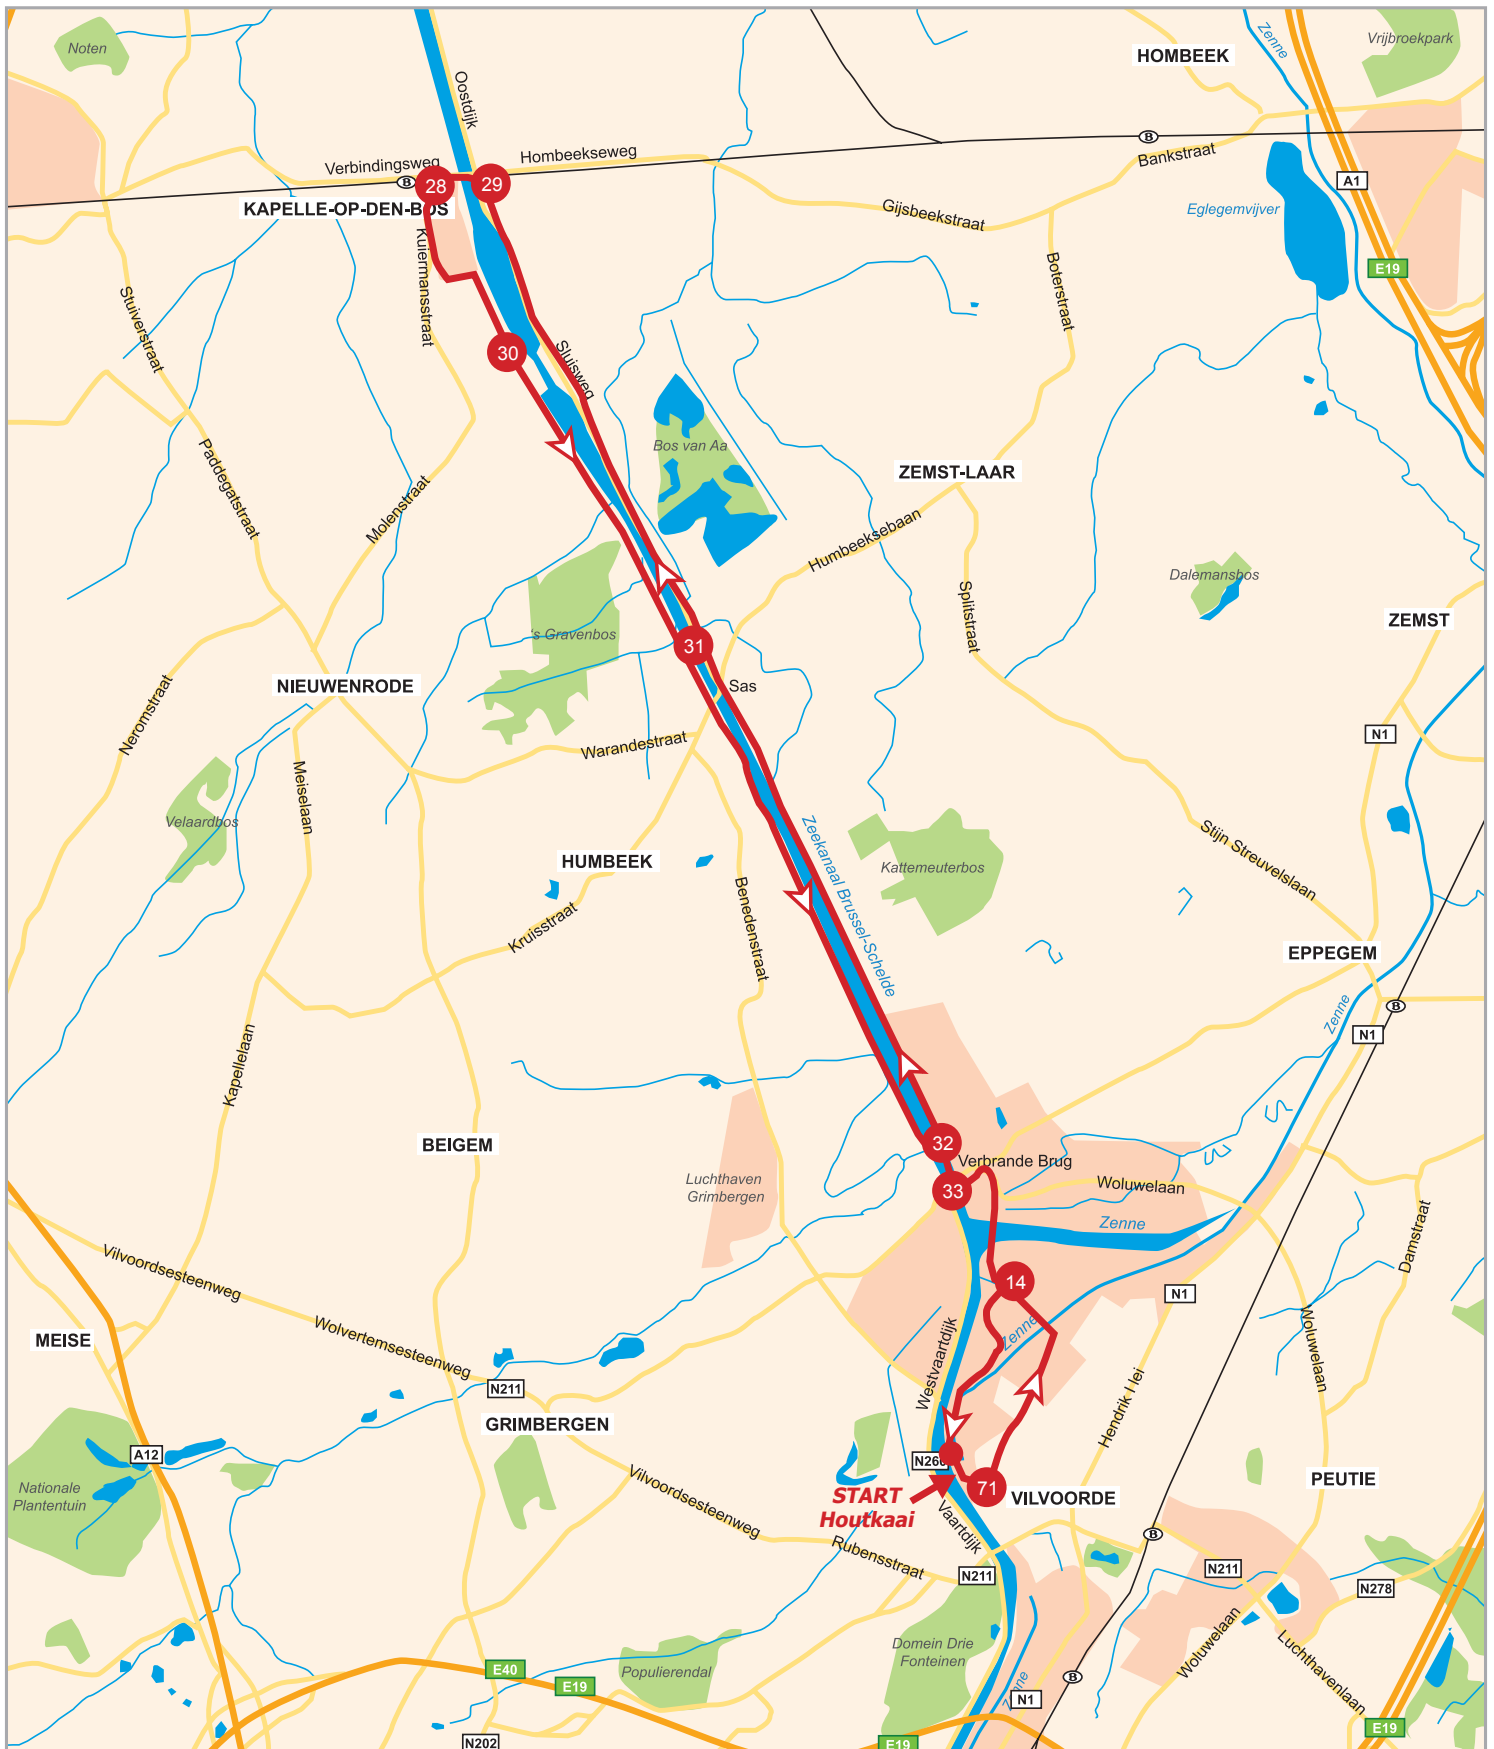 Noten
Oostdijk
HOMBEEK
Zenne
Vrijbroekpark
Verbindingsweg
Hombeekseweg
B
Bankstraat
B
28
29
A1
KAPELLE-OP-DEN-BOS
Gijsbeekstraat
Eglegemvijver
Kuiermansstraat
Boterstraat
E19
Stuiverstraat
30
Sluisweg
Paddegatstraat
Bos van Aa
ZEMST-LAAR
Molenstraat
Humbeeksebaan
Dalemansbos
Splitstraat
ZEMST
's Gravenbos
31
NIEUWENRODE
Sas
Neromstraat
Warandestraat
N1
Meiselaan
Velaardbos
Zeekanaal Brussel-Schelde
Stijn Streuvelslaan
HUMBEEK
Kattemeuterbos
Benedenstraat
Kruisstraat
EPPEGEM
Zenne
B
N1
Kapellelaan
BEIGEM
32
Verbrande Brug
Luchthaven
Grimbergen
33
Woluwelaan
Zenne
Damstraat
Vilvoordsesteenweg
14
N1
Wolvertemsesteenweg
MEISE
Westvaartdijk
Zenne
Woluwelaan
N211
Hendrik I lei
GRIMBERGEN
A12
N266
Nationale
Plantentuin
Vilvoordsesteenweg
START
Houtkaai
71
VILVOORDE
PEUTIE
Vaartdijk
B
Rubensstraat
N211
N211
N278
Woluwelaan
Luchthavenlaan
Domein Drie
Fonteinen
Populierendal
E40
E19
B
Zenne
N1
E19
N202
E19